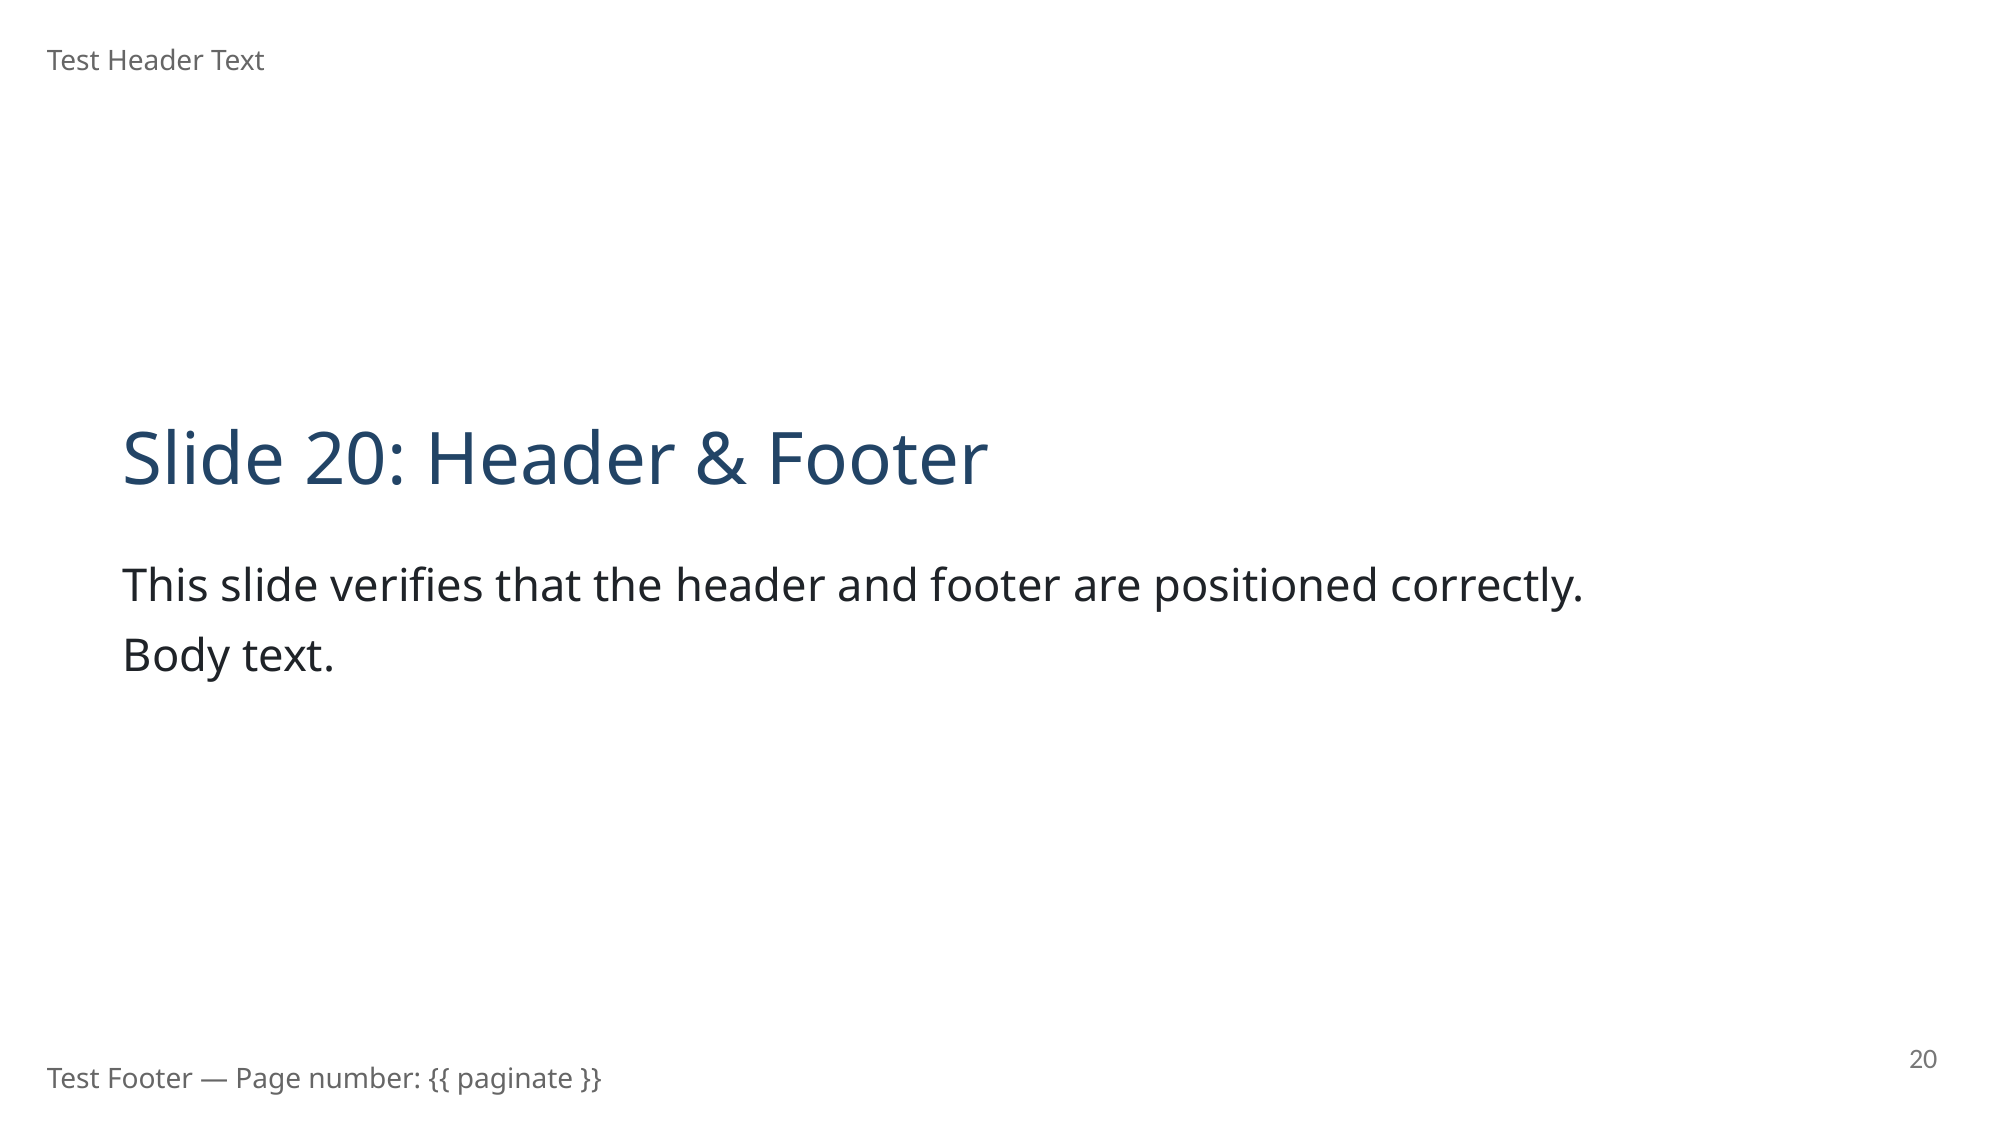 Test Header Text
Slide 20: Header & Footer
This slide verifies that the header and footer are positioned correctly.
Body text.
Test Footer — Page number: {{ paginate }}
20